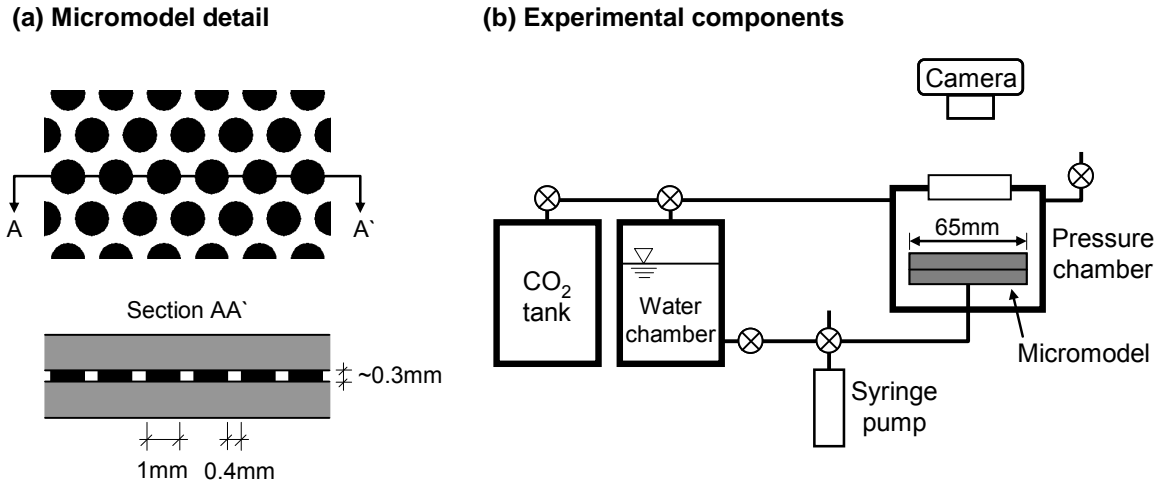 (a) Micromodel detail
A
A`
Section AA`
~0.3mm
1mm
0.4mm
(b) Experimental components
Camera
65mm
Pressure
chamber
CO2
tank
Water
chamber
Micromodel
Syringe
pump